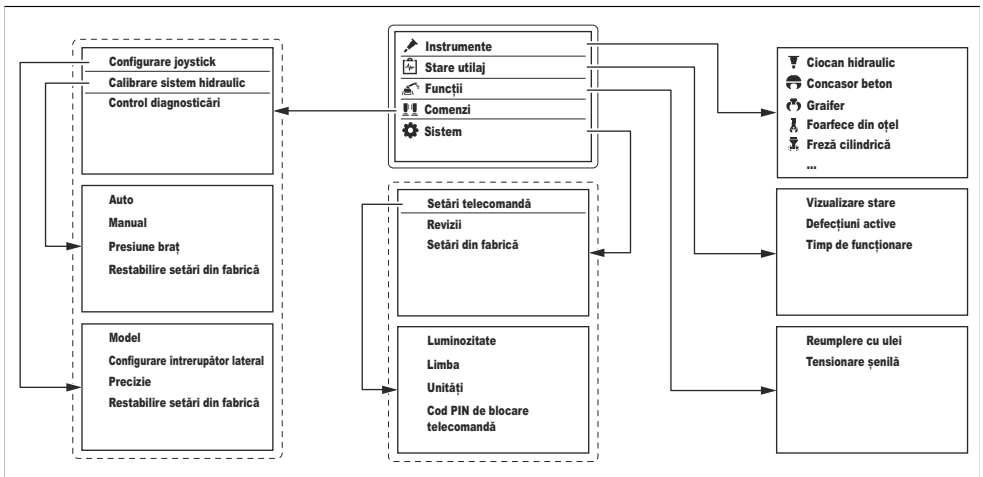 Configurare joystick
Calibrare sistem hidraulic
Control diagnosticări
Auto
Manual
Presiune braț
Restabilire setări din fabrică
Model
Configurare întrerupător lateral
Precizie
Restabilire setări din fabrică
Instrumente
Stare utilaj
Funcții
Comenzi
Sistem
Setări telecomandă
Revizii
Setări din fabrică
Luminozitate
Limba
Unități
Cod PIN de blocare
telecomandă
Ciocan hidraulic
Concasor beton
Graifer
Foarfece din oțel
Freză cilindrică
...
Vizualizare stare
Defecțiuni active
Timp de funcționare
Reumplere cu ulei
Tensionare șenilă